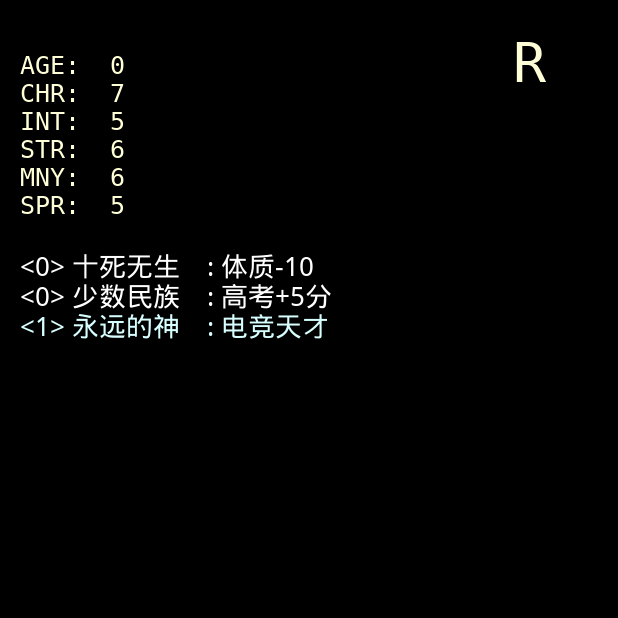 R
AGE: 0
CHR: 7
INT: 5
STR: 6
MNY: 6
SPR: 5
<0> 十死无生 : 体质-10
<0> 少数民族 : 高考+5分
<1> 永远的神 : 电竞天才